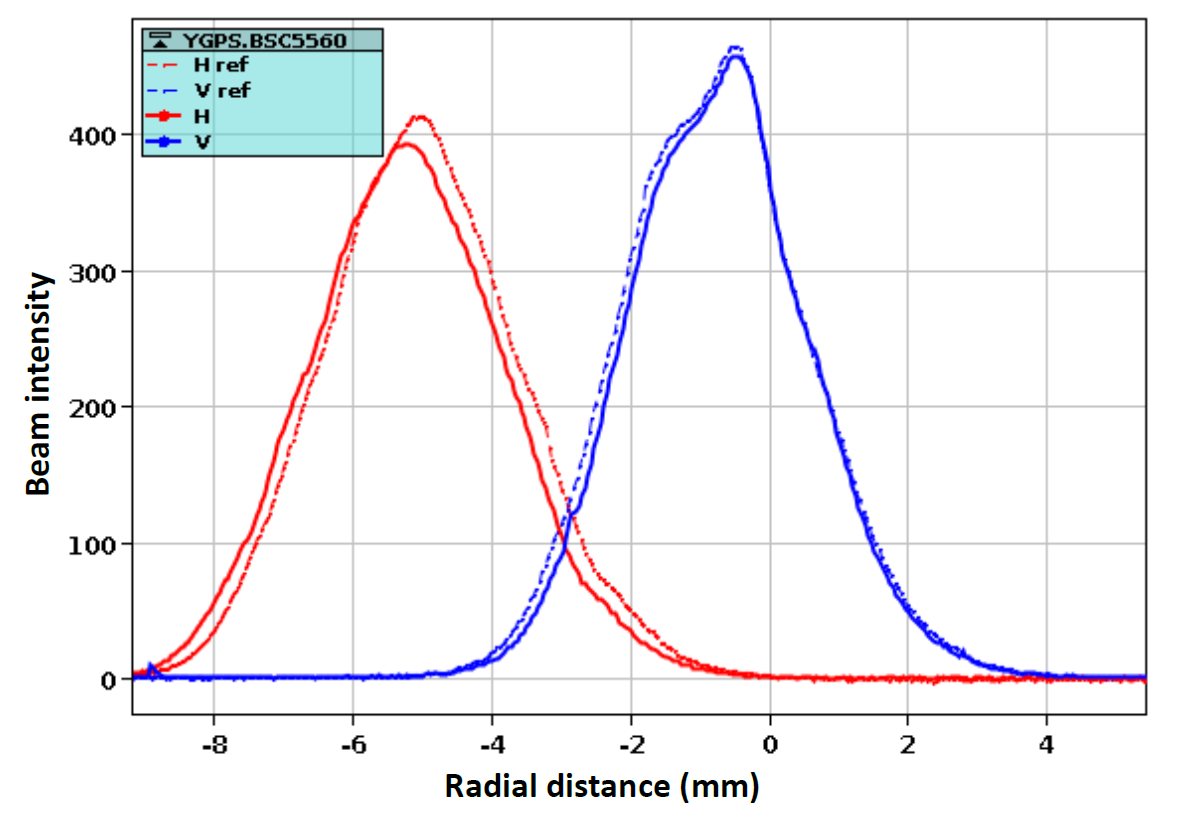 YGPS.BSC5560
H ref
V ref
H
V
400
300
200
100
0
Beam intensity
-8 -6 -4 -2 0 2 4
Radial distance (mm)